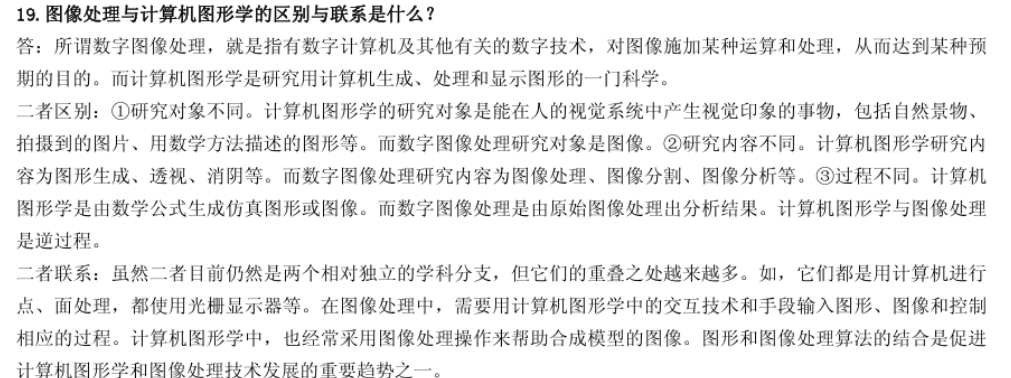 19. 图像处理与计算机图形学的区别与联系是什么？
答：所谓数字图像处理，就是指有数字计算机及其他有关的数字技术，对图像施加某种运算和处理，从而达到某种预
期的目的。而计算机图形学是研究用计算机生成、处理和显示图形的一门科学。
二者区别：①研究对象不同。计算机图形学的研究对象是能在人的视觉系统中产生视觉印象的事物，包括自然景物、
拍摄到的图片、用数学方法描述的图形等。而数字图像处理研究对象是图像。②研究内容不同。计算机图形学研究内
容为图形生成、透视、消阴等。而数字图像处理研究内容为图像处理、图像分割、图像分析等。③过程不同。计算机
图形学是由数学公式生成仿真图形或图像。而数字图像处理是由原始图像处理出分析结果。计算机图形学与图像处理
是逆过程。
二者联系：虽然二者目前仍然是两个相对独立的学科分支，但它们的重叠之处越来越多。如，它们都是用计算机进行
点、面处理，都使用光栅显示器等。在图像处理中，需要用计算机图形学中的交互技术和手段输入图形、图像和控制
相应的过程。计算机图形学中，也经常采用图像处理操作来帮助合成模型的图像。图形和图像处理算法的结合是促进
计算机图形学和图像处理技术发展的重要趋势之一。